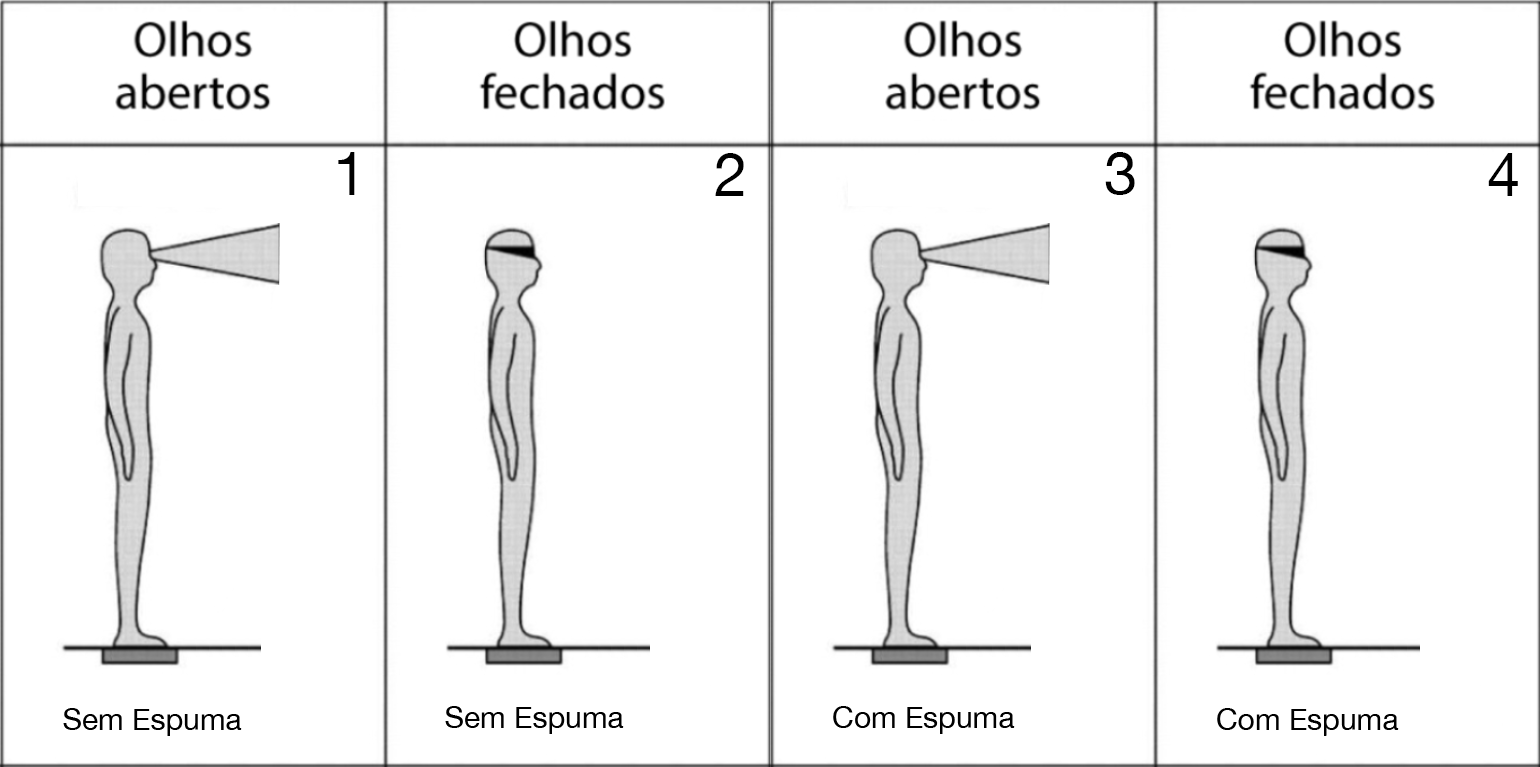 Olhos
abertos
Olhos
fechados
Olhos
abertos
Olhos
fechados
1
2
3
4
Sem Espuma
Sem Espuma
Com Espuma
Com Espuma